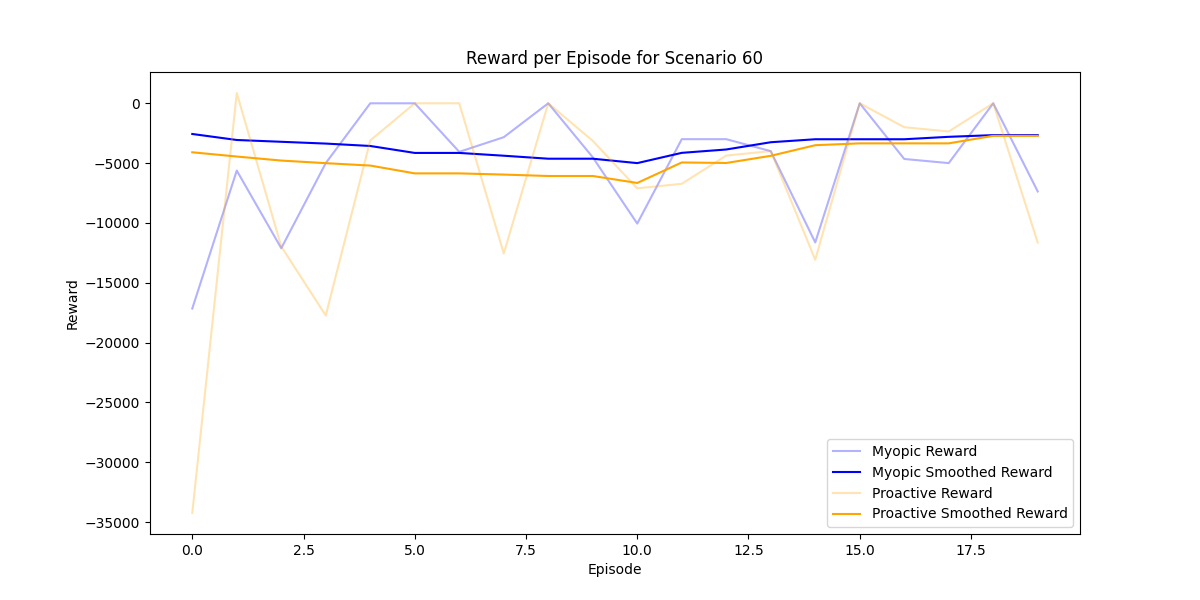 Reward per Episode for Scenario 60
Reward
0
−5000
−10000
−15000
−20000
−25000
−30000
−35000
0.0
2.5
5.0
7.5
10.0
12.5
15.0
17.5
Episode
Myopic Reward
Myopic Smoothed Reward
Proactive Reward
Proactive Smoothed Reward